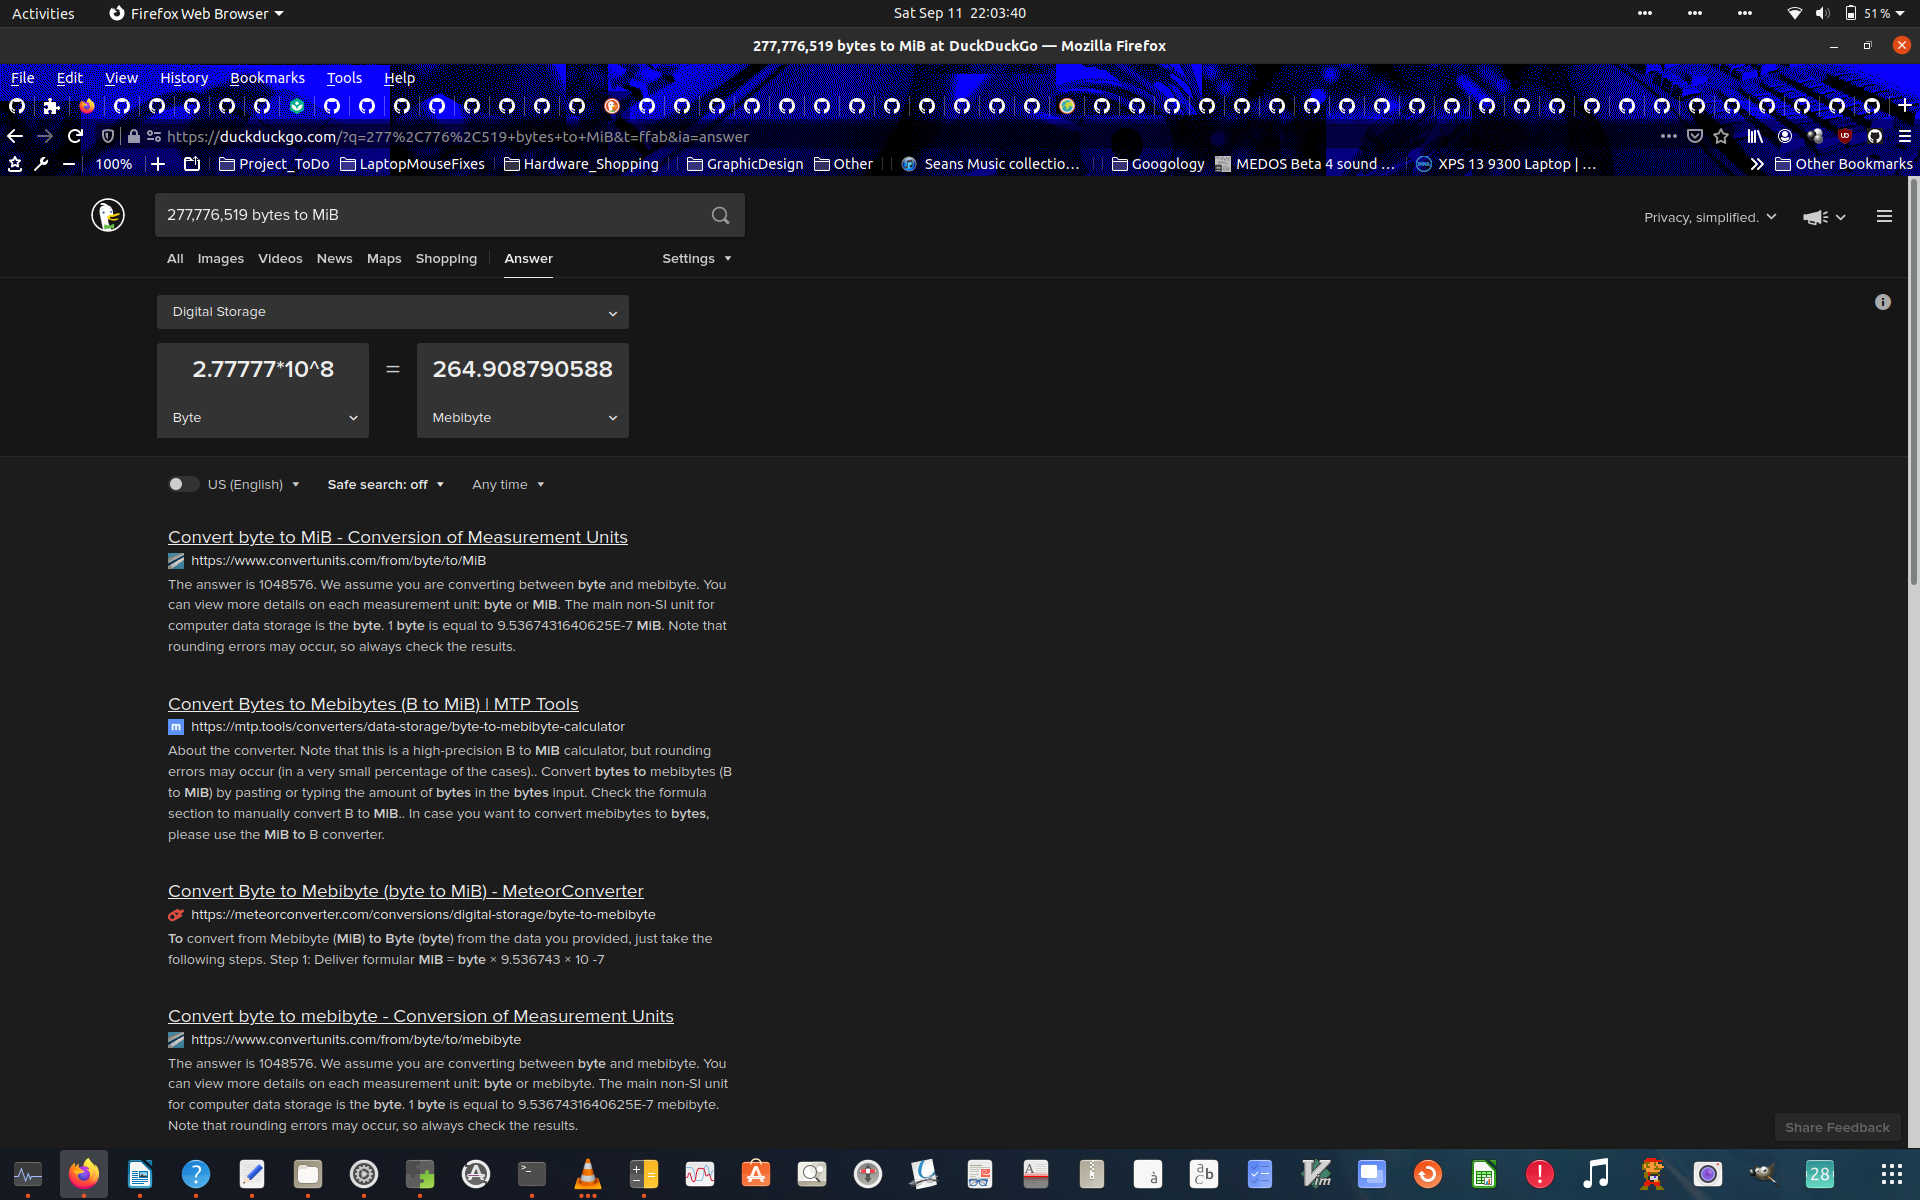 Activities Firefox Web Browser Sat Sep 11 22:03:40 51%
277,776,519 bytes to MiB at DuckDuckGo — Mozilla Firefox
File Edit View History Bookmarks Tools Help
https://duckduckgo.com/?q=277%2C776%2C519+bytes+to+MiB&t=ffab&ia=answer
100% Project_ToDo LaptopMouseFixes Hardware_Shopping GraphicDesign Other Seans Music collectio... Googology MEDOS Beta 4 sound ... XPS 13 9300 Laptop | ... Other Bookmarks
277,776,519 bytes to MiB
Privacy, simplified.
All Images Videos News Maps Shopping Answer Settings
Digital Storage
2.77777*10^8 = 264.908790588
Byte Mebibyte
US (English) Safe search: off Any time
Convert byte to MiB - Conversion of Measurement Units
https://www.convertunits.com/from/byte/to/MiB
The answer is 1048576. We assume you are converting between byte and mebibyte. You
can view more details on each measurement unit: byte or MiB. The main non-SI unit for
computer data storage is the byte. 1 byte is equal to 9.5367431640625E-7 MiB. Note that
rounding errors may occur, so always check the results.
Convert Bytes to Mebibytes (B to MiB) | MTP Tools
m https://mtp.tools/converters/data-storage/byte-to-mebibyte-calculator
About the converter. Note that this is a high-precision B to MiB calculator, but rounding
errors may occur (in a very small percentage of the cases).. Convert bytes to mebibytes (B
to MiB) by pasting or typing the amount of bytes in the bytes input. Check the formula
section to manually convert B to MiB.. In case you want to convert mebibytes to bytes,
please use the MiB to B converter.
Convert Byte to Mebibyte (byte to MiB) - MeteorConverter
https://meteorconverter.com/conversions/digital-storage/byte-to-mebibyte
To convert from Mebibyte (MiB) to Byte (byte) from the data you provided, just take the
following steps. Step 1: Deliver formular MiB = byte × 9.536743 × 10 -7
Convert byte to mebibyte - Conversion of Measurement Units
https://www.convertunits.com/from/byte/to/mebibyte
The answer is 1048576. We assume you are converting between byte and mebibyte. You
can view more details on each measurement unit: byte or mebibyte. The main non-SI unit
for computer data storage is the byte. 1 byte is equal to 9.5367431640625E-7 mebibyte.
Note that rounding errors may occur, so always check the results.
Share Feedback
28